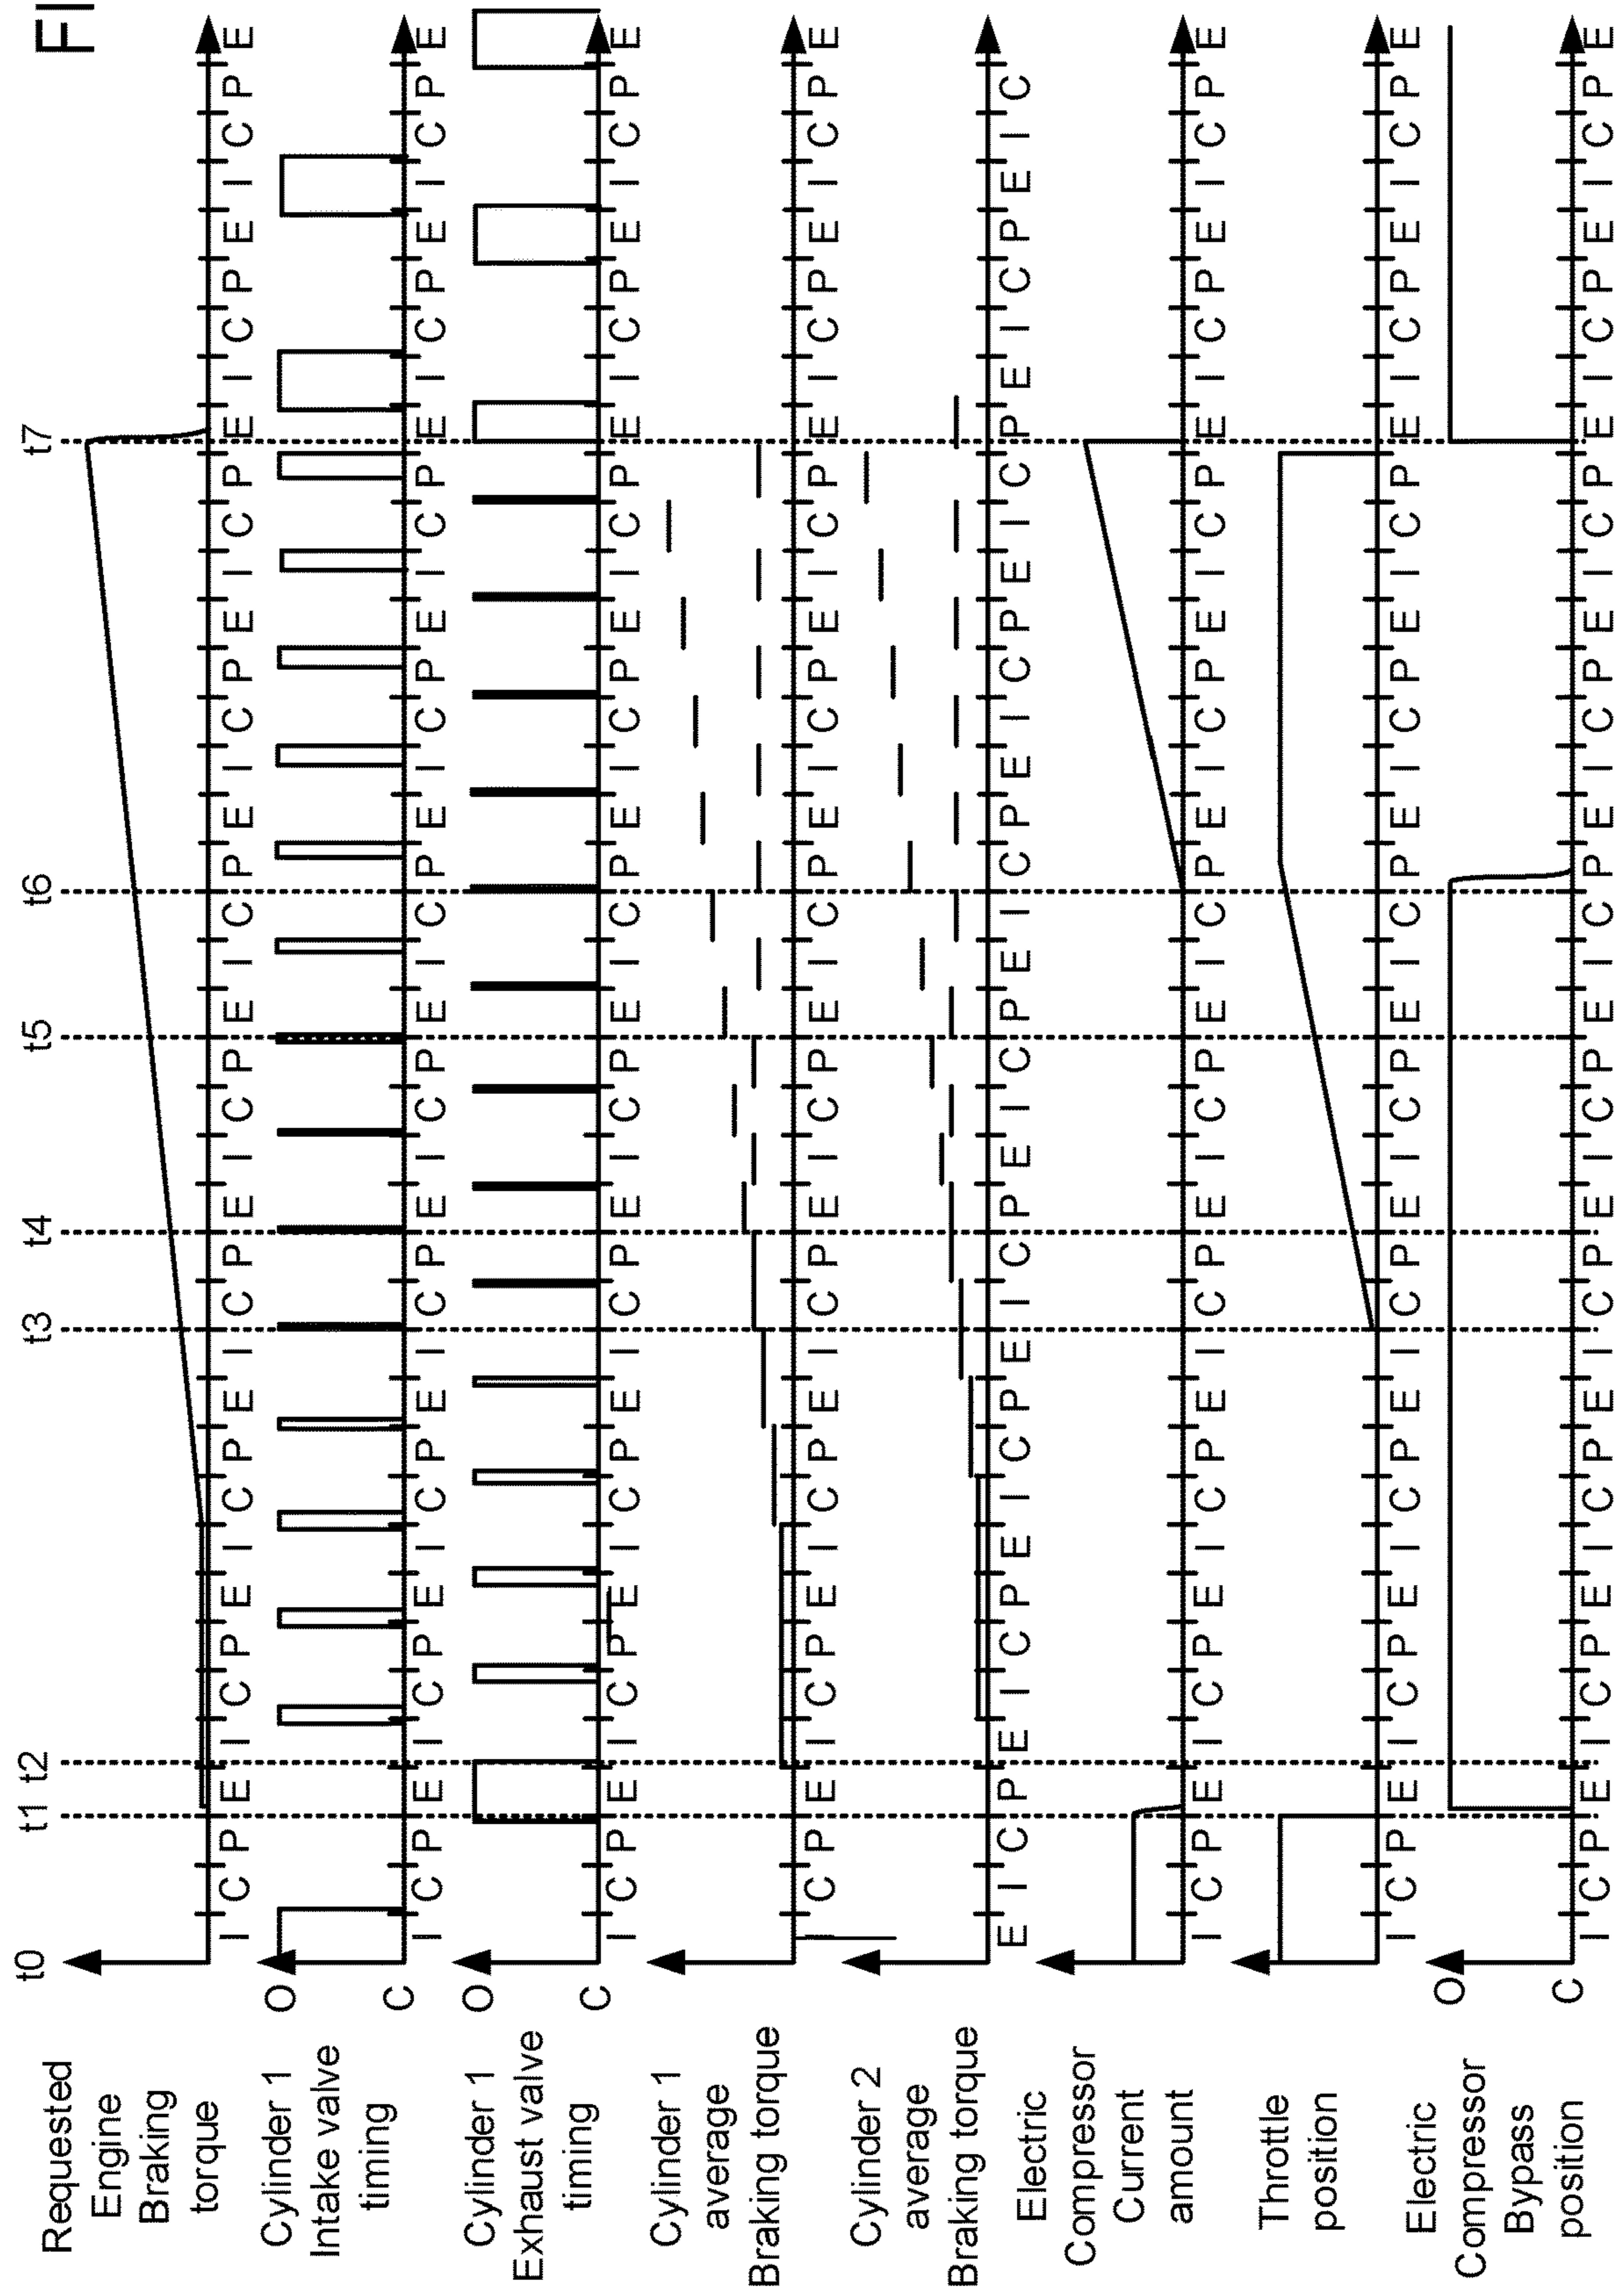 FI
t0 t1 t2 t3 t4 t5 t6 t7
Requested
Engine
Braking
torque
I C P E I C P E I C P E I C P E I C P E I C P E I C P E I C P E I C P E I C P E
Cylinder 1
Intake valve
timing
O
C
I C P E I C P E I C P E I C P E I C P E I C P E I C P E I C P E I C P E I C P E
Cylinder 1
Exhaust valve
timing
O
C
I C P E I C P E I C P E I C P E I C P E I C P E I C P E I C P E I C P E I C P E
Cylinder 1
average
Braking torque
I C P E I C P E I C P E I C P E I C P E I C P E I C P E I C P E I C P E I C P E
Cylinder 2
average
Braking torque
E I C P E I C P E I C P E I C P E I C P E I C P E I C P E I C P E I C P E I C
Electric
Compressor
Current
amount
I C P E I C P E I C P E I C P E I C P E I C P E I C P E I C P E I C P E I C P E
Throttle
position
I C P E I C P E I C P E I C P E I C P E I C P E I C P E I C P E I C P E I C P E
Electric
Compressor
Bypass
position
O
C
I C P E I C P E I C P E I C P E I C P E I C P E I C P E I C P E I C P E I C P E